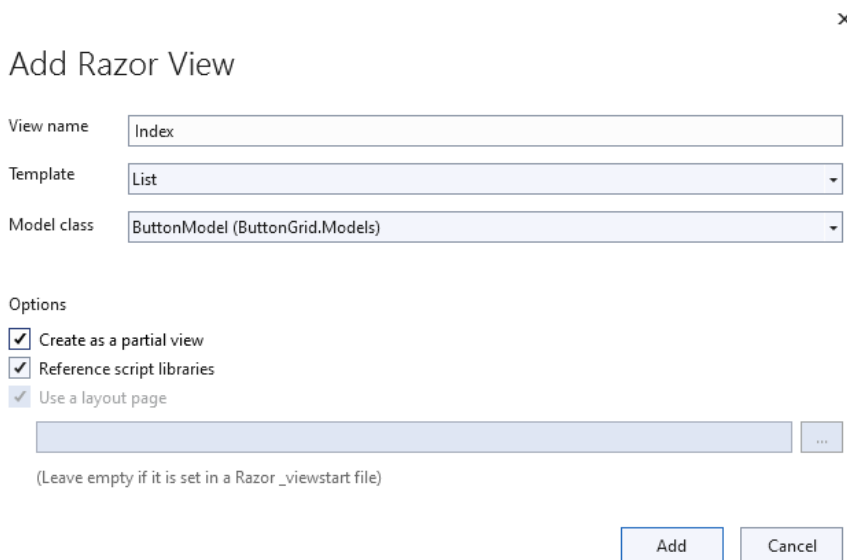 Add Razor View
View name
Index
Template
List
Model class
ButtonModel (ButtonGrid.Models)
Options
Create as a partial view
Reference script libraries
Use a layout page
...
(Leave empty if it is set in a Razor _viewstart file)
Add
Cancel